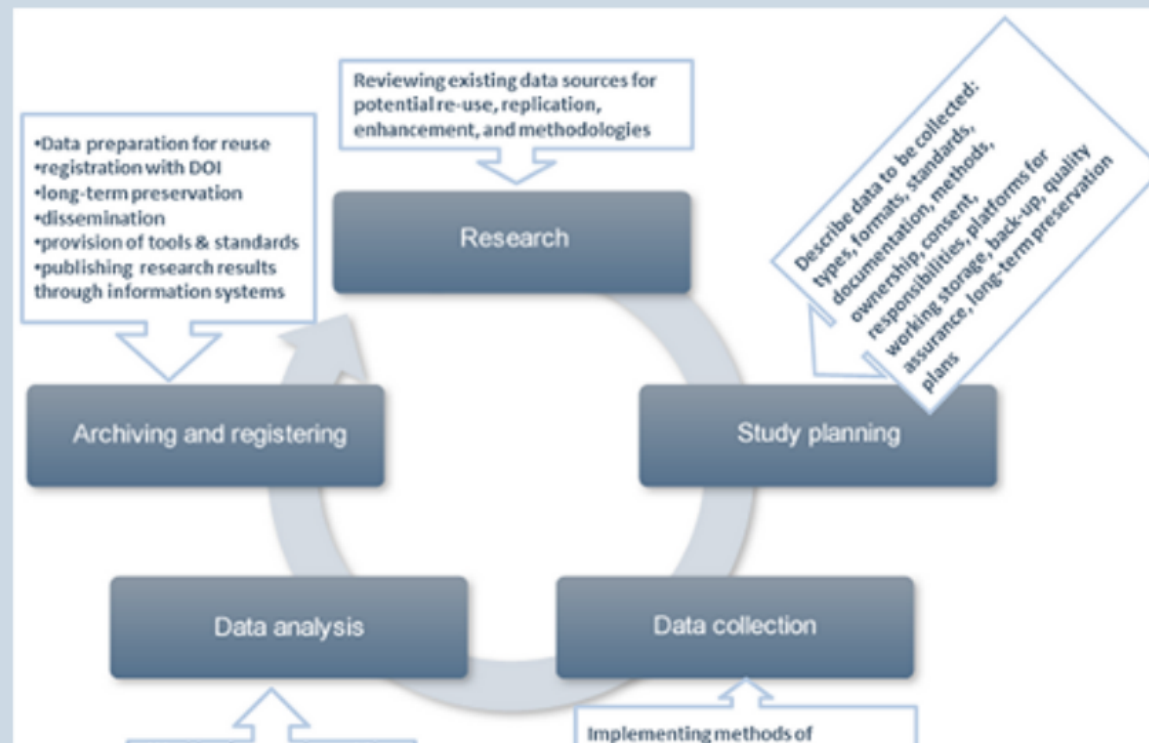 Reviewing existing data sources for
potential re-use, replication,
enhancement, and methodologies
•Data preparation for reuse
•registration with DOI
•long-term preservation
•dissemination
•provision of tools & standards
•publishing research results
through information systems
Describe data to be collected:
types, formats, standards,
documentation, methods,
ownership, consent,
responsibilities, platforms for
working storage, back-up, quality
assurance, long-term preservation
plans
Research
Archiving and registering
Study planning
Data analysis
Data collection
Implementing methods of